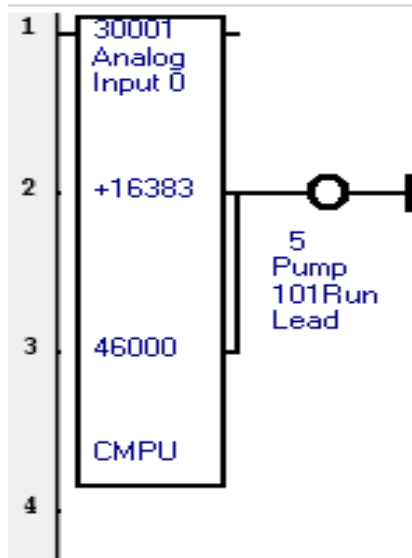 1
30001
Analog
Input 0
2
+16383
5
Pump
101Run
Lead
3
46000
CMPU
4